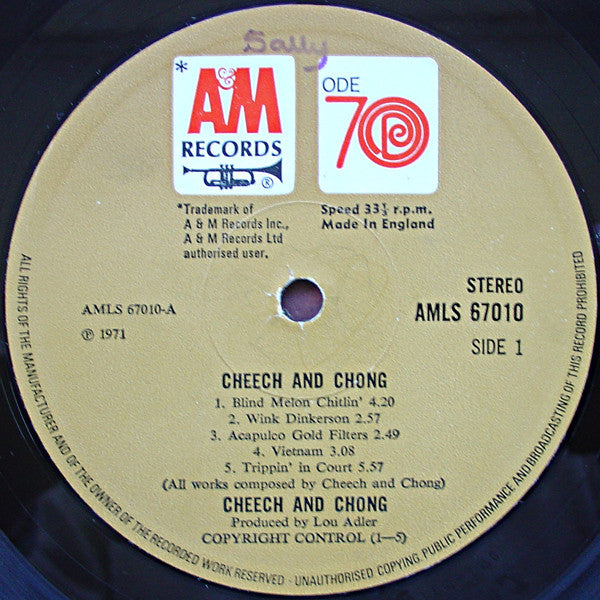 Sally
*
A&M
RECORDS
®
ODE
70
*Trademark of
A & M Records Inc.,
A & M Records Ltd
authorised user.
Speed 33⅓ r.p.m.
Made In England
AMLS 67010-A
℗ 1971
STEREO
AMLS 67010
SIDE 1
CHEECH AND CHONG
1. Blind Melon Chitlin' 4.20
2. Wink Dinkerson 2.57
3. Acapulco Gold Filters 2.49
4. Vietnam 3.08
5. Trippin' in Court 5.57
(All works composed by Cheech and Chong)
CHEECH AND CHONG
Produced by Lou Adler
COPYRIGHT CONTROL (1—5)
ALL RIGHTS OF THE MANUFACTURER AND OF THE OWNER OF THE RECORDED WORK RESERVED - UNAUTHORISED COPYING, PUBLIC PERFORMANCE AND BROADCASTING OF THIS RECORD PROHIBITED